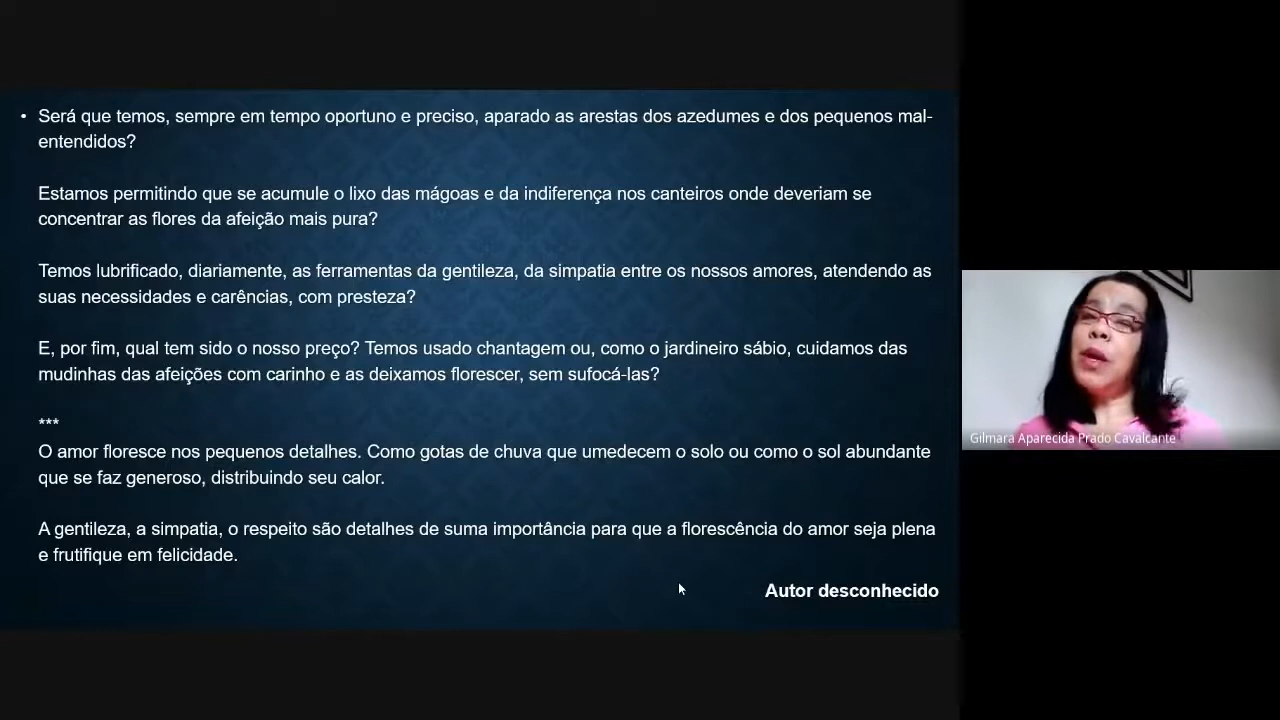 • Será que temos, sempre em tempo oportuno e preciso, aparado as arestas dos azedumes e dos pequenos mal-
entendidos?
Estamos permitindo que se acumule o lixo das mágoas e da indiferença nos canteiros onde deveriam se
concentrar as flores da afeição mais pura?
Temos lubrificado, diariamente, as ferramentas da gentileza, da simpatia entre os nossos amores, atendendo as
suas necessidades e carências, com presteza?
E, por fim, qual tem sido o nosso preço? Temos usado chantagem ou, como o jardineiro sábio, cuidamos das
mudinhas das afeições com carinho e as deixamos florescer, sem sufocá-las?
***
O amor floresce nos pequenos detalhes. Como gotas de chuva que umedecem o solo ou como o sol abundante
que se faz generoso, distribuindo seu calor.
A gentileza, a simpatia, o respeito são detalhes de suma importância para que a florescência do amor seja plena
e frutifique em felicidade.
Autor desconhecido
Gilmara Aparecida Prado Cavalcante